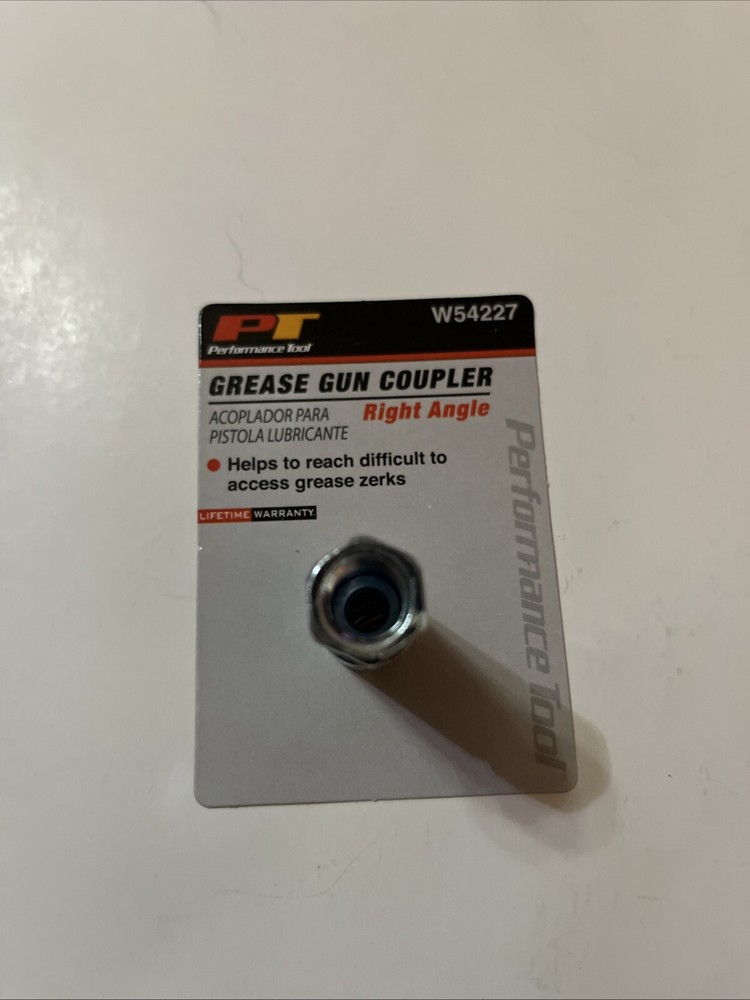 PT
Performance Tool
W54227
GREASE GUN COUPLER
ACOPLADOR PARA
PISTOLA LUBRICANTE
Right Angle
Helps to reach difficult to
access grease zerks
LIFETIME WARRANTY
Performance Tool